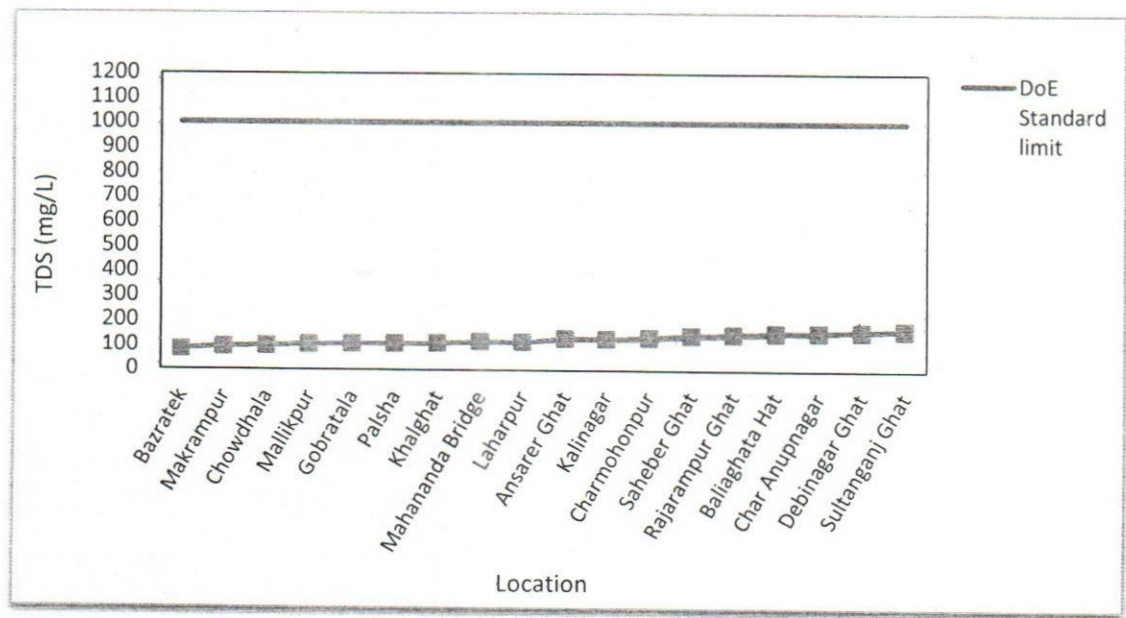 1200
1100
1000
900
800
700
600
500
400
300
200
100
0
TDS (mg/L)
DoE
Standard
limit
Bazratek
Makrampur
Chowdhala
Mallikpur
Gobratala
Palsha
Khalghat
Mahananda Bridge
Laharpur
Ansarer Ghat
Kalinagar
Charmohonpur
Saheber Ghat
Rajarampur Ghat
Baliaghata Hat
Char Anupnagar
Debinagar Ghat
Sultanganj Ghat
Location